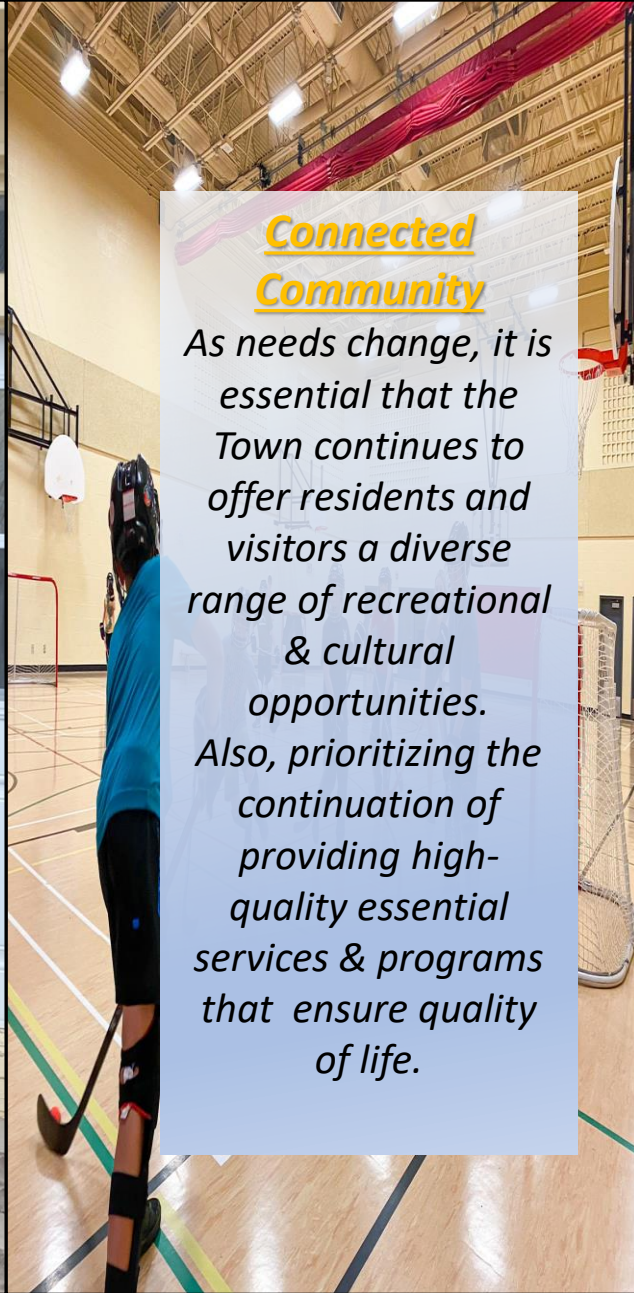 Connected
Community
As needs change, it is
essential that the
Town continues to
offer residents and
visitors a diverse
range of recreational
& cultural
opportunities.
Also, prioritizing the
continuation of
providing high-
quality essential
services & programs
that  ensure quality
of life.